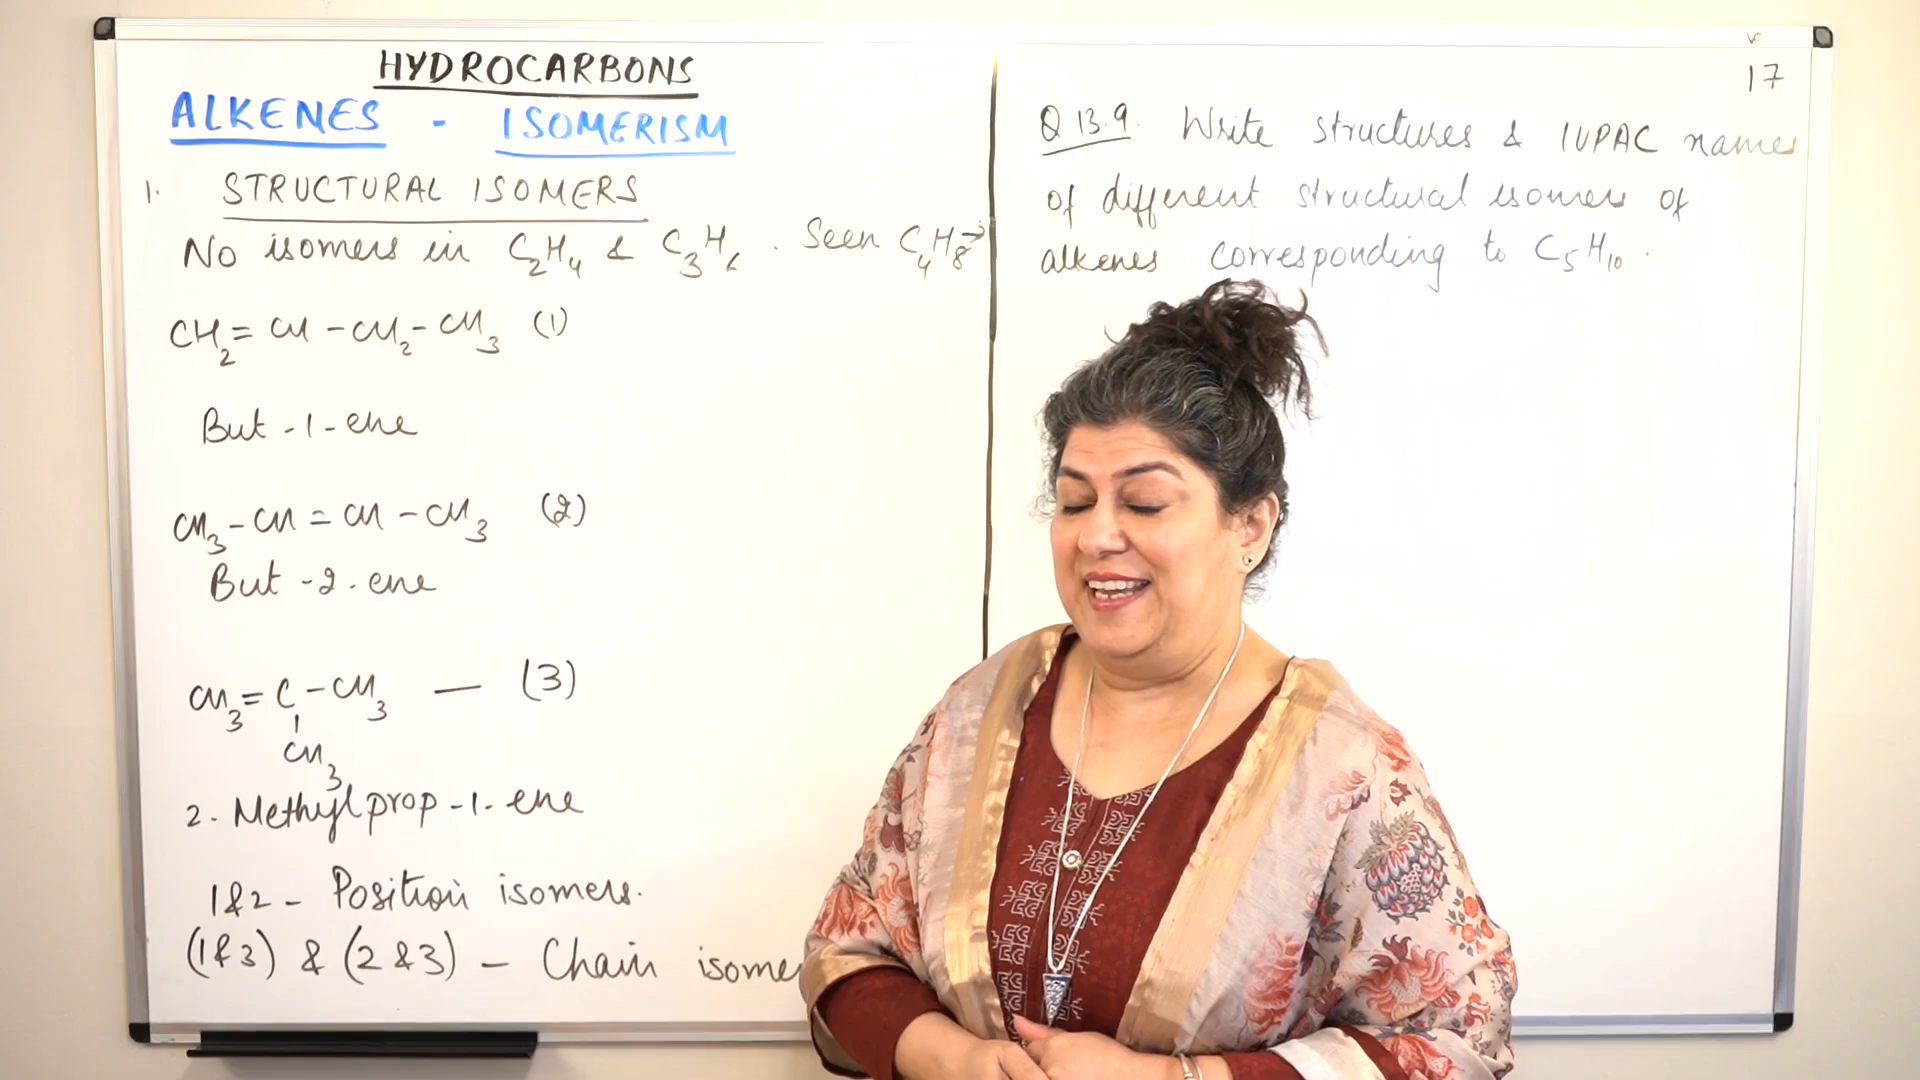 HYDROCARBONS
ALKENES - ISOMERISM
1. STRUCTURAL ISOMERS
No isomers in C2H4 & C3H6. Seen C4H8→
CH2=CH-CH2-CH3 (1)
But-1-ene
CH3-CH=CH-CH3 (2)
But-2-ene
CH3=C-CH3 — (3)
CH3
2-Methylprop-1-ene
1&2 - Position isomers.
(1&3) & (2&3) - Chain isome
17
Q 13.9. Write structures & IUPAC names
of different structural isomers of
alkenes corresponding to C5H10.